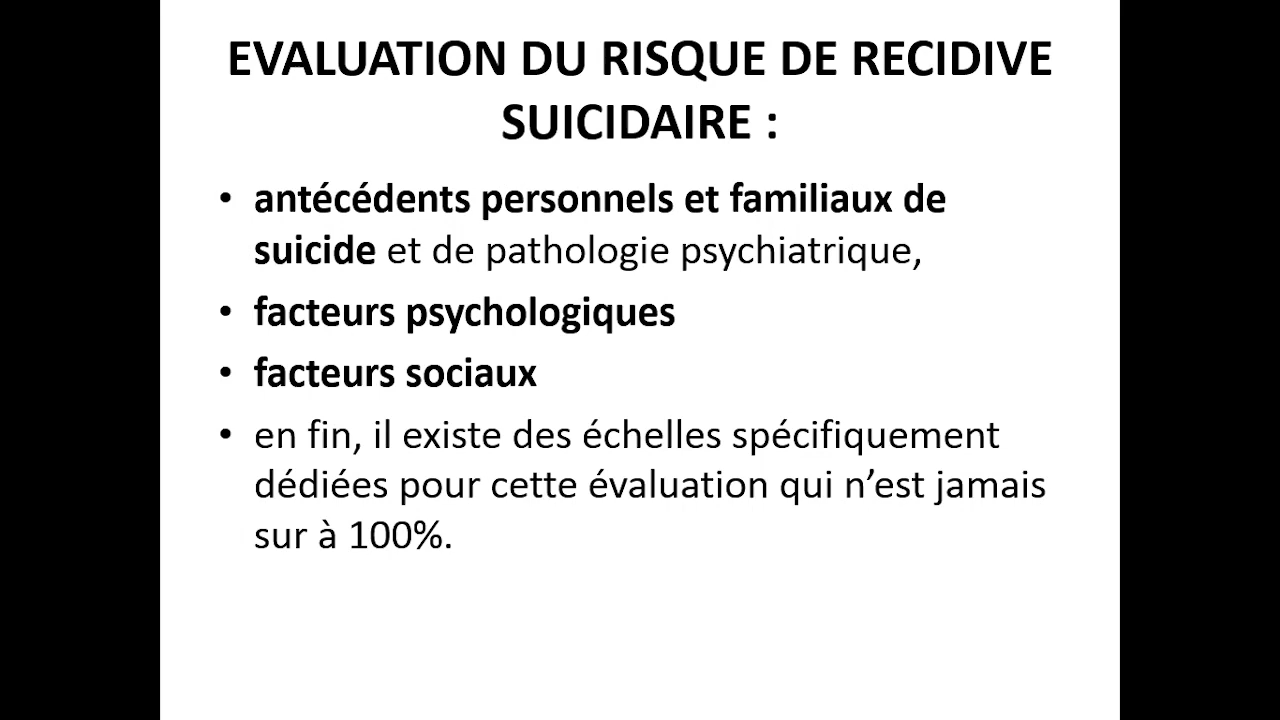 EVALUATION DU RISQUE DE RECIDIVE
SUICIDAIRE :
• antécédents personnels et familiaux de
suicide et de pathologie psychiatrique,
• facteurs psychologiques
• facteurs sociaux
• en fin, il existe des échelles spécifiquement
dédiées pour cette évaluation qui n’est jamais
sur à 100%.